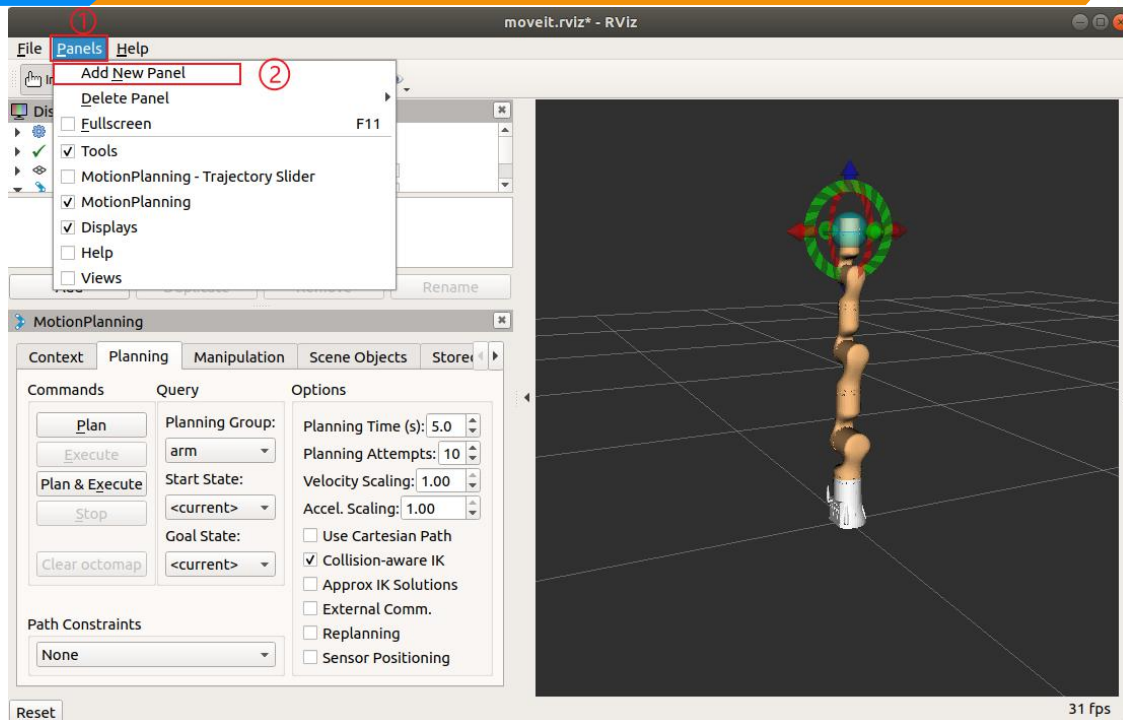 ①
moveit.rviz* - RViz
File Panels Help
Add New Panel ②
Delete Panel
Fullscreen F11
Tools
MotionPlanning - Trajectory Slider
MotionPlanning
Displays
Help
Views
Rename
MotionPlanning
Context Planning Manipulation Scene Objects
Commands Query Options
Plan Planning Group: Planning Time (s): 5.0
Execute arm Planning Attempts: 10
Plan & Execute Start State: Velocity Scaling: 1.00
Stop <current> Accel. Scaling: 1.00
Goal State: Use Cartesian Path
Clear octomap <current> Collision-aware IK
Approx IK Solutions
External Comm.
Path Constraints Replanning
None Sensor Positioning
Reset 31 fps